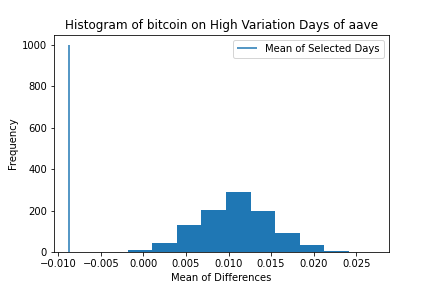 Histogram of bitcoin on High Variation Days of aave
Mean of Selected Days
1000
800
600
400
200
0
Frequency
-0.010 -0.005 0.000 0.005 0.010 0.015 0.020 0.025
Mean of Differences